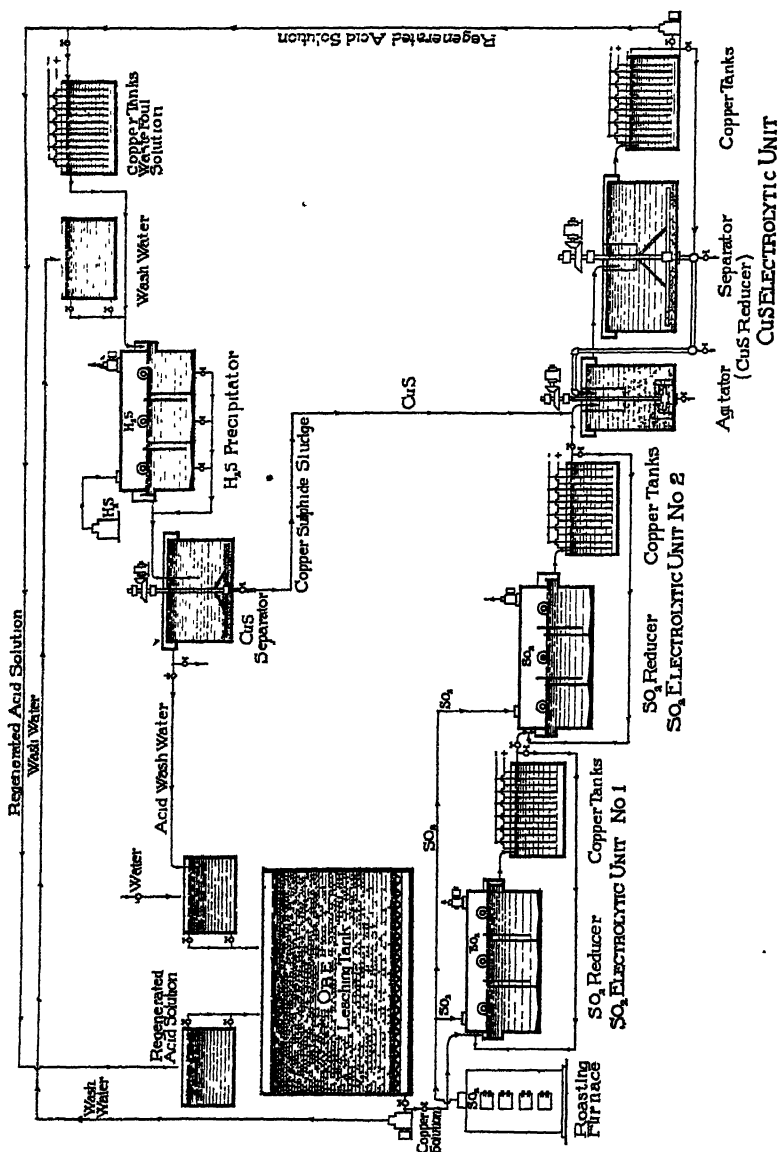 Regenerated Acid Solution
Copper Tanks
Waste Foul
Solution
Wash Water
H₂S
H₂S
H₂S Precipitator
CuS
Separator
Copper Sulphide Sludge
CuS
Regenerated Acid Solution
Wash Water
Acid Wash Water
Water
Regenerated
Acid Solution
Wash
Water
ORE
Leaching Tank
Copper
Solution
SO₂
Roasting
Furnace
SO₂
SO₂
SO₂
SO₂ Reducer
Copper Tanks
SO₂ ELECTROLYTIC UNIT No 1
SO₂
SO₂
SO₂ Reducer
Copper Tanks
SO₂ ELECTROLYTIC UNIT No 2
Agitator
Separator
(CuS Reducer)
Copper Tanks
CuS ELECTROLYTIC UNIT